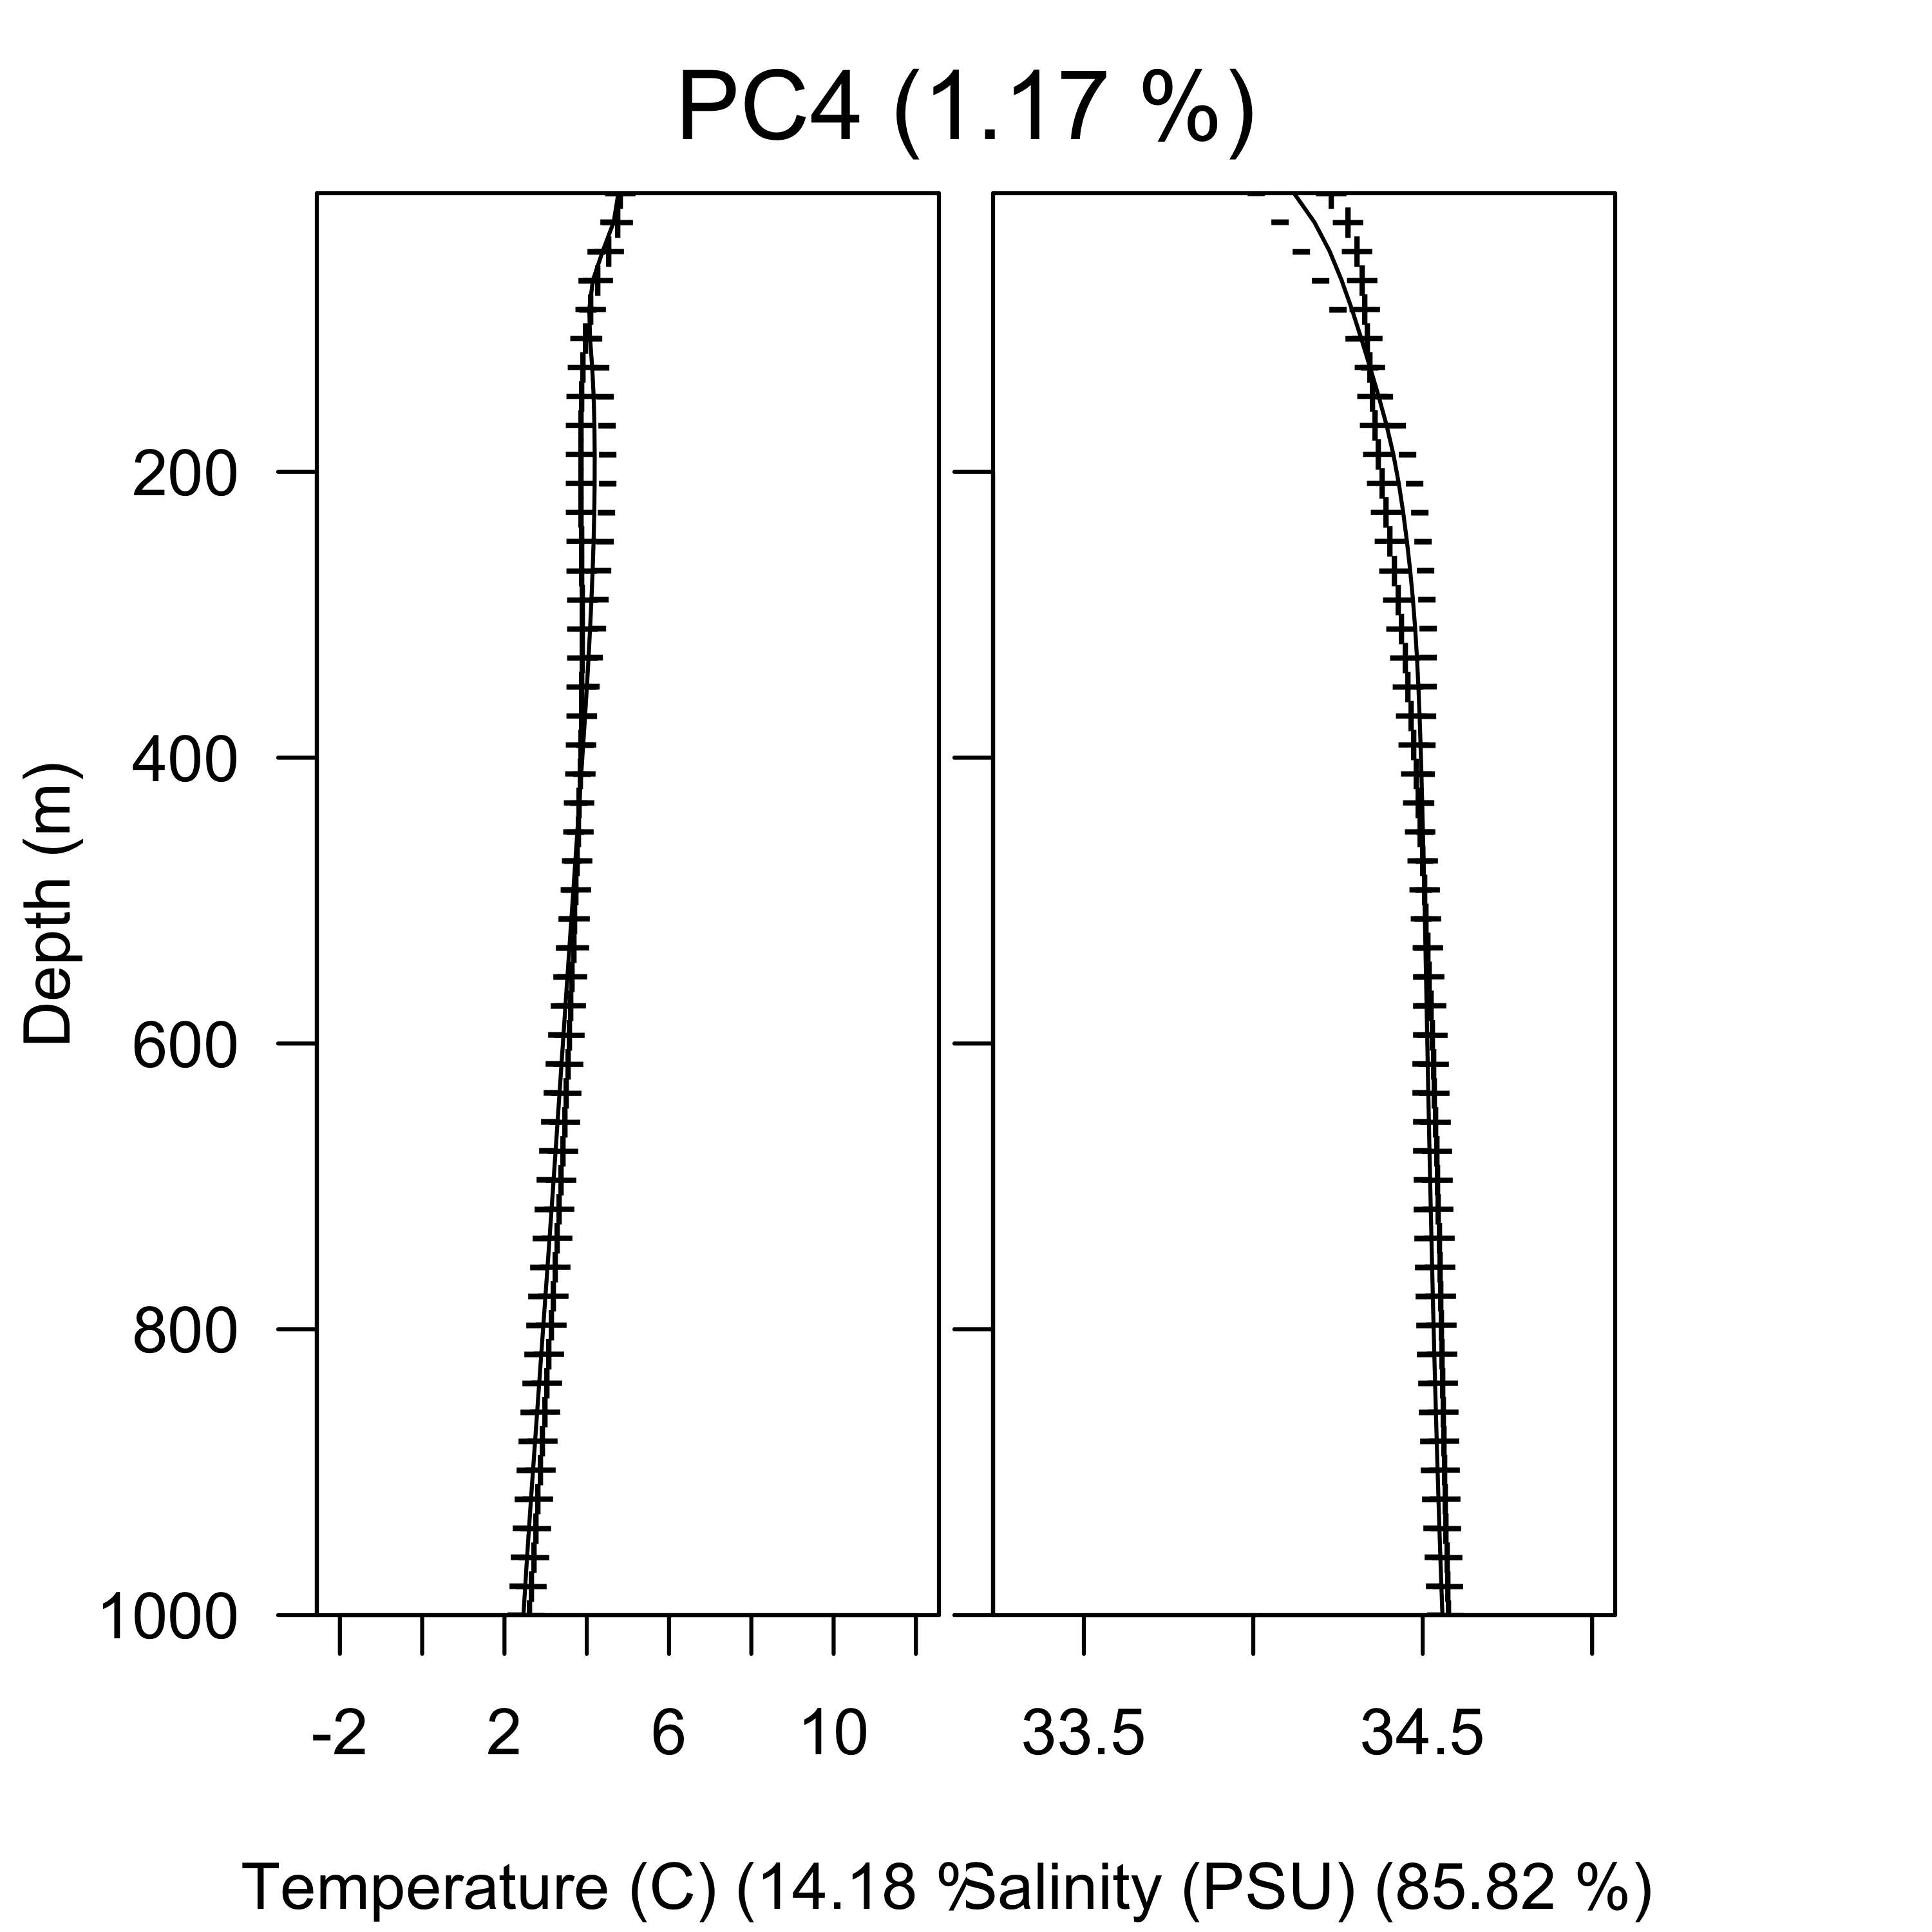 PC4 (1.17 %)
Depth (m)
200
400
600
800
1000
-2 2 6 10
33.5 34.5
Temperature (C) (14.18 %
Salinity (PSU) (85.82 %)